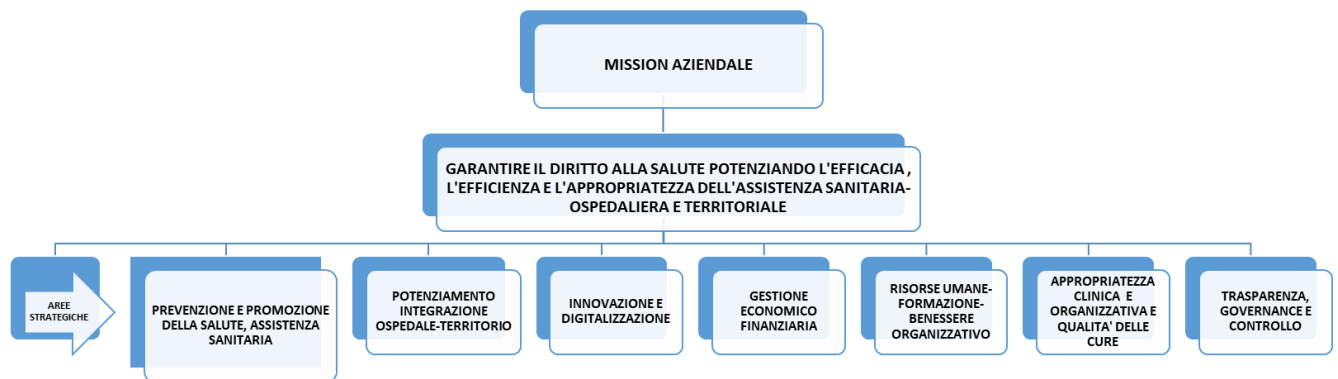 MISSION AZIENDALE
GARANTIRE IL DIRITTO ALLA SALUTE POTENZIANDO L'EFFICACIA ,
L'EFFICIENZA E L'APPROPRIATEZZA DELL'ASSISTENZA SANITARIA-
OSPEDALIERA E TERRITORIALE
AREE
STRATEGICHE
PREVENZIONE E PROMOZIONE
DELLA SALUTE, ASSISTENZA
SANITARIA
POTENZIAMENTO
INTEGRAZIONE
OSPEDALE-TERRITORIO
INNOVAZIONE E
DIGITALIZZAZIONE
GESTIONE
ECONOMICO
FINANZIARIA
RISORSE UMANE-
FORMAZIONE-
BENESSERE
ORGANIZZATIVO
APPROPRIATEZZA
CLINICA E
ORGANIZZATIVA E
QUALITA' DELLE
CURE
TRASPARENZA,
GOVERNANCE E
CONTROLLO